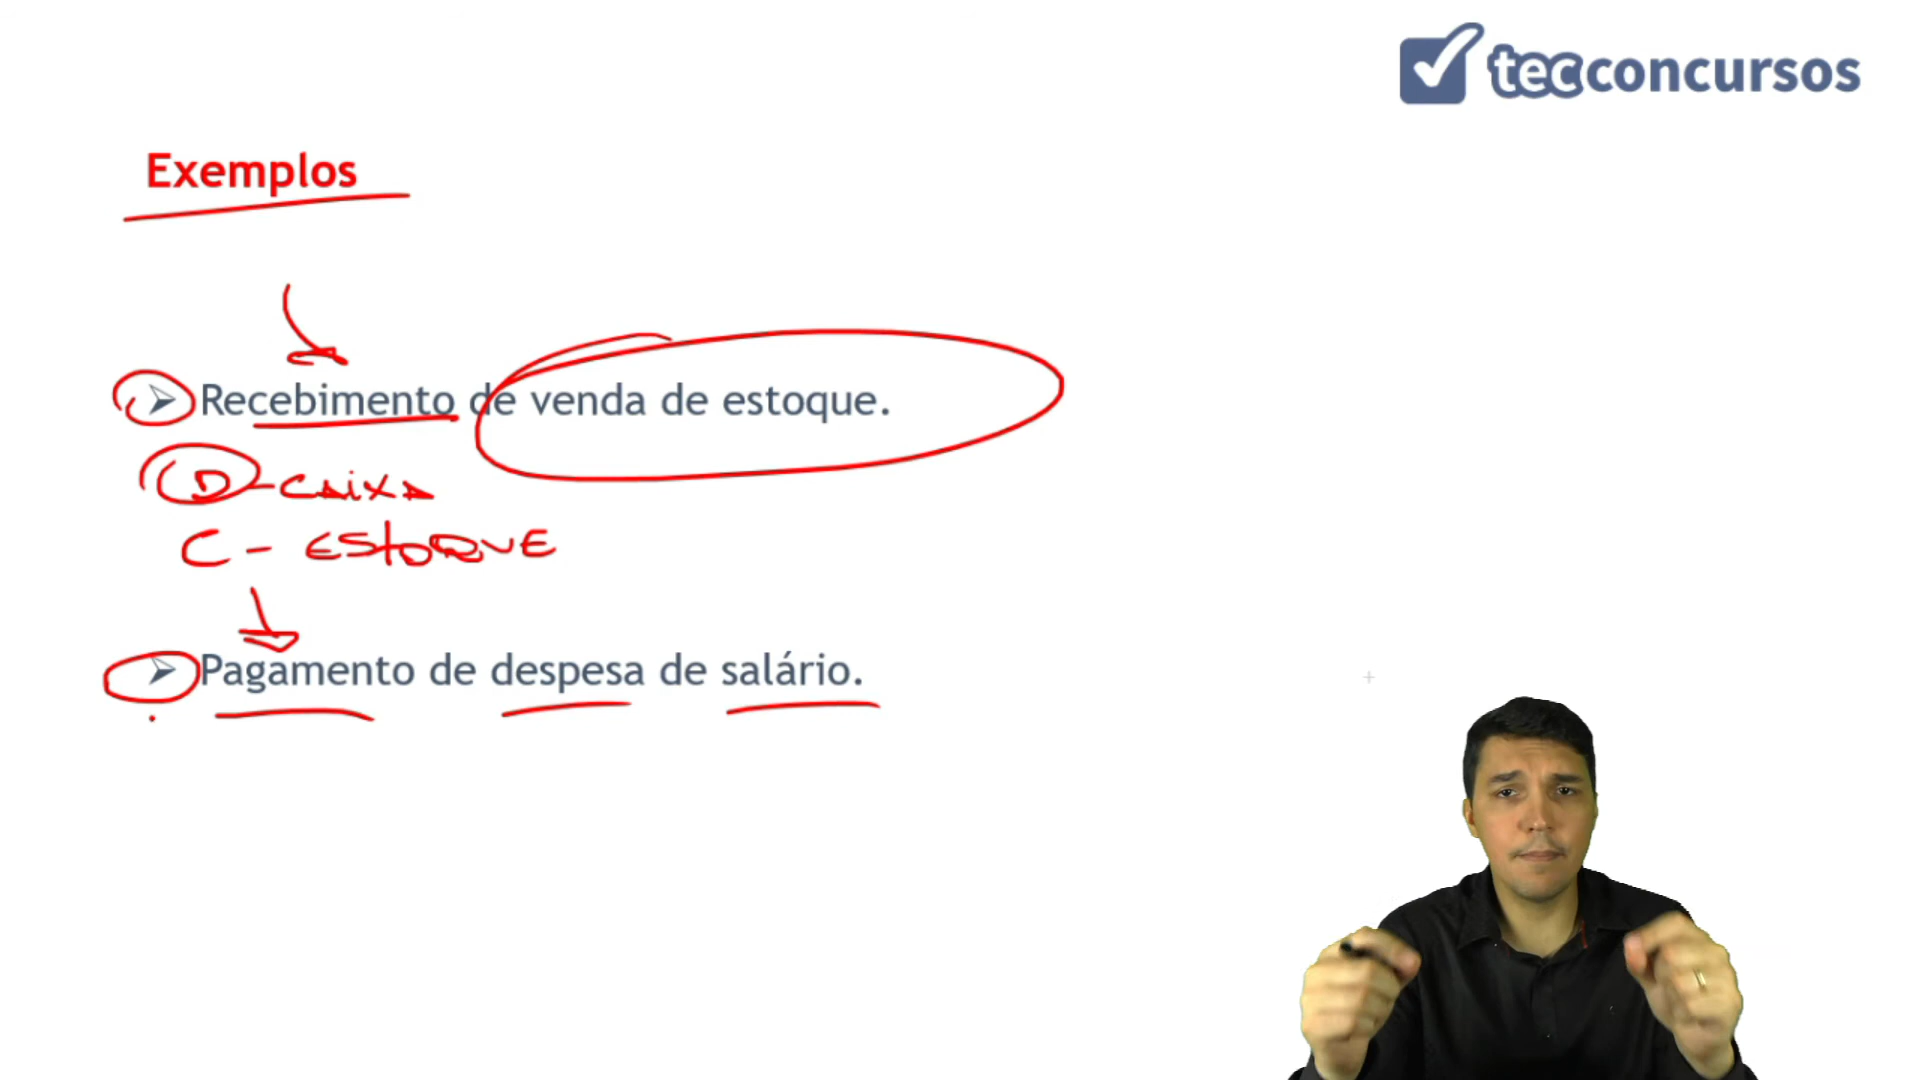 tecconcursos
Exemplos
➢ Recebimento de venda de estoque.
D - CAIXA
C - ESTOQUE
➢ Pagamento de despesa de salário.